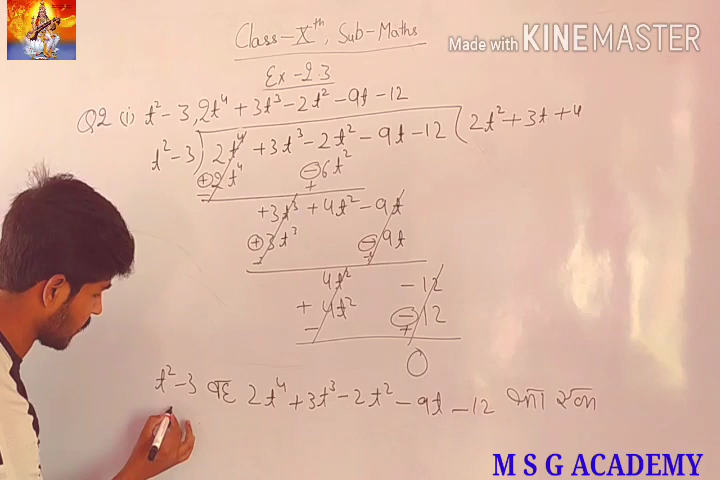 Class-Xth, Sub-Maths
Made with KINEMASTER
Ex-2.3
Q2 (i) t²-3, 2t⁴ + 3t³ - 2t² - 9t - 12
t²-3) 2t⁴ + 3t³ - 2t² - 9t - 12 ( 2t² + 3t + 4
+2t⁴ -6t²
- +
+3t³ + 4t² - 9t
+3t³ -9t
- +
4t² - 12
+ 4t² - 12
- +
0
t²-3 2t⁴ + 3t³ - 2t² - 9t - 12 का
M S G ACADEMY